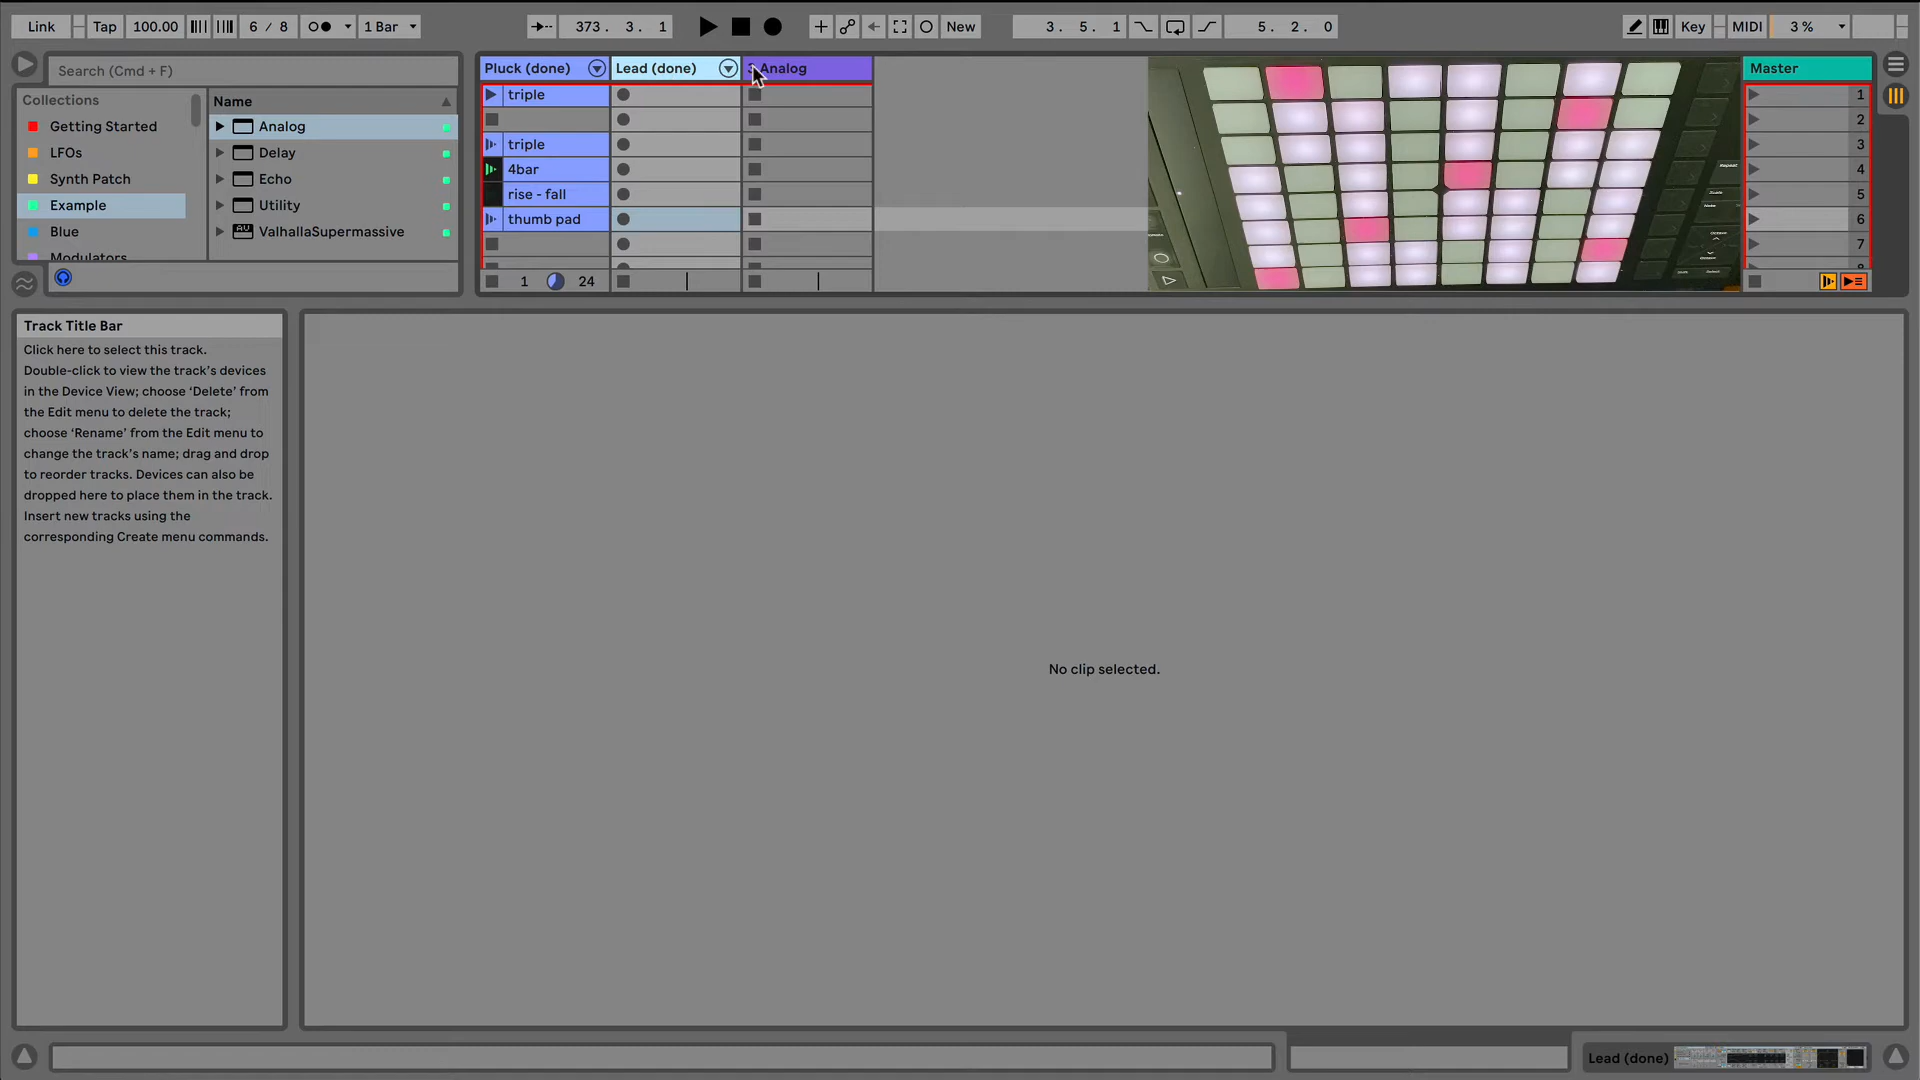 Link Tap 100.00 6 / 8 1 Bar 373. 3. 1 New 3. 5. 1 5. 2. 0 Key MIDI 3 %
Search (Cmd + F)
Collections
Getting Started
LFOs
Synth Patch
Example
Blue
Modulators
Name
Analog
Delay
Echo
Utility
ValhallaSupermassive
Pluck (done) Lead (done) Analog Master
triple 1
2
triple 3
4bar 4
rise - fall 5
thumb pad 6
7
1 24
Track Title Bar
Click here to select this track.
Double-click to view the track's devices
in the Device View; choose 'Delete' from
the Edit menu to delete the track;
choose 'Rename' from the Edit menu to
change the track's name; drag and drop
to reorder tracks. Devices can also be
dropped here to place them in the track.
Insert new tracks using the
corresponding Create menu commands.
No clip selected.
Lead (done)